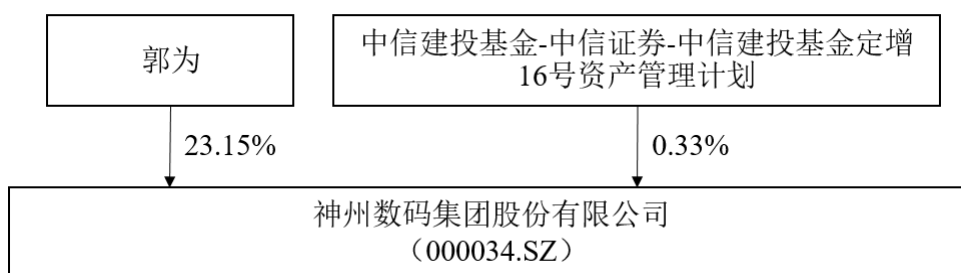 郭为
中信建投基金-中信证券-中信建投基金定增
16号资产管理计划
23.15%
0.33%
神州数码集团股份有限公司
（000034.SZ）